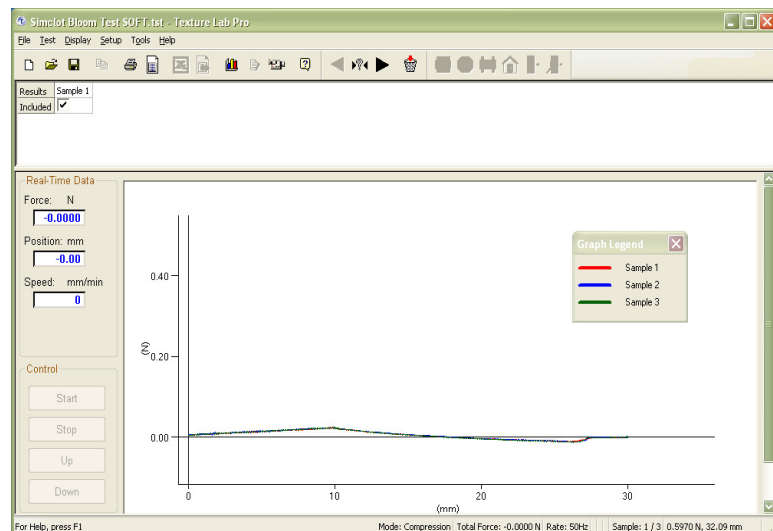 Simclot Bloom Test SOFT.tst - Texture Lab Pro
File Test Display Setup Tools Help
Results Sample 1
Included
Real-Time Data
Force: N
-0.0000
Position: mm
-0.00
Speed: mm/min
0
Control
Start
Stop
Up
Down
(N)
0.40
0.20
0.00
0 10 20 30
(mm)
Graph Legend
Sample 1
Sample 2
Sample 3
For Help, press F1 Mode: Compression Total Force: -0.0000 N Rate: 50Hz Sample: 1 / 3 0.5970 N, 32.09 mm